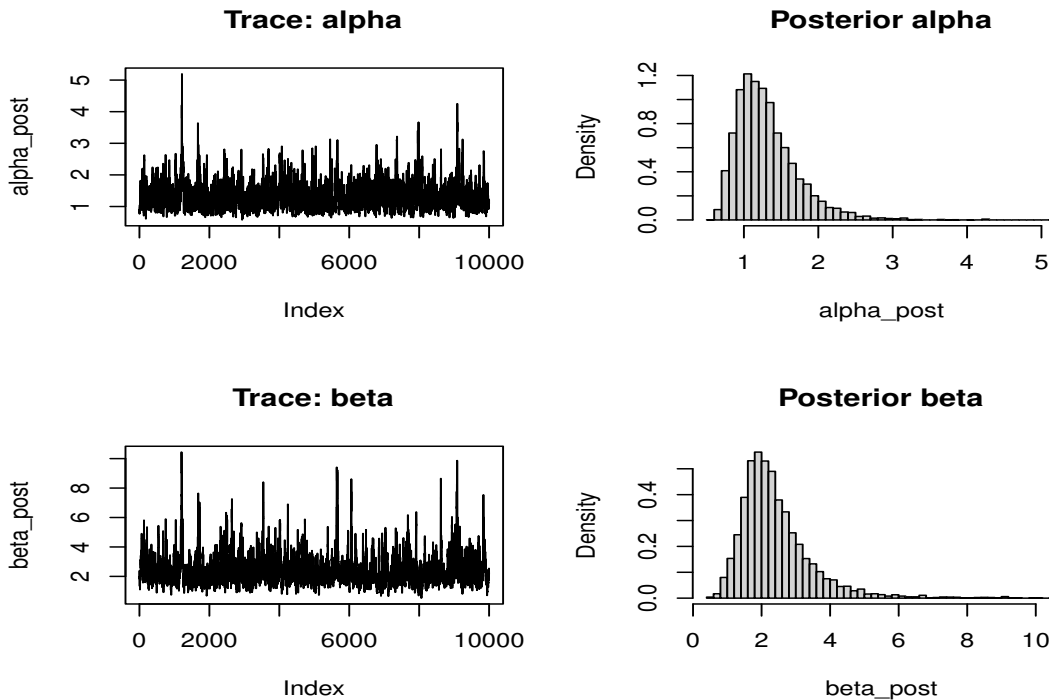 Trace: alpha
alpha_post
1 2 3 4 5
0 2000 6000 10000
Index
Posterior alpha
Density
0.0 0.4 0.8 1.2
1 2 3 4 5
alpha_post
Trace: beta
beta_post
2 4 6 8
0 2000 6000 10000
Index
Posterior beta
Density
0.0 0.2 0.4
0 2 4 6 8 10
beta_post